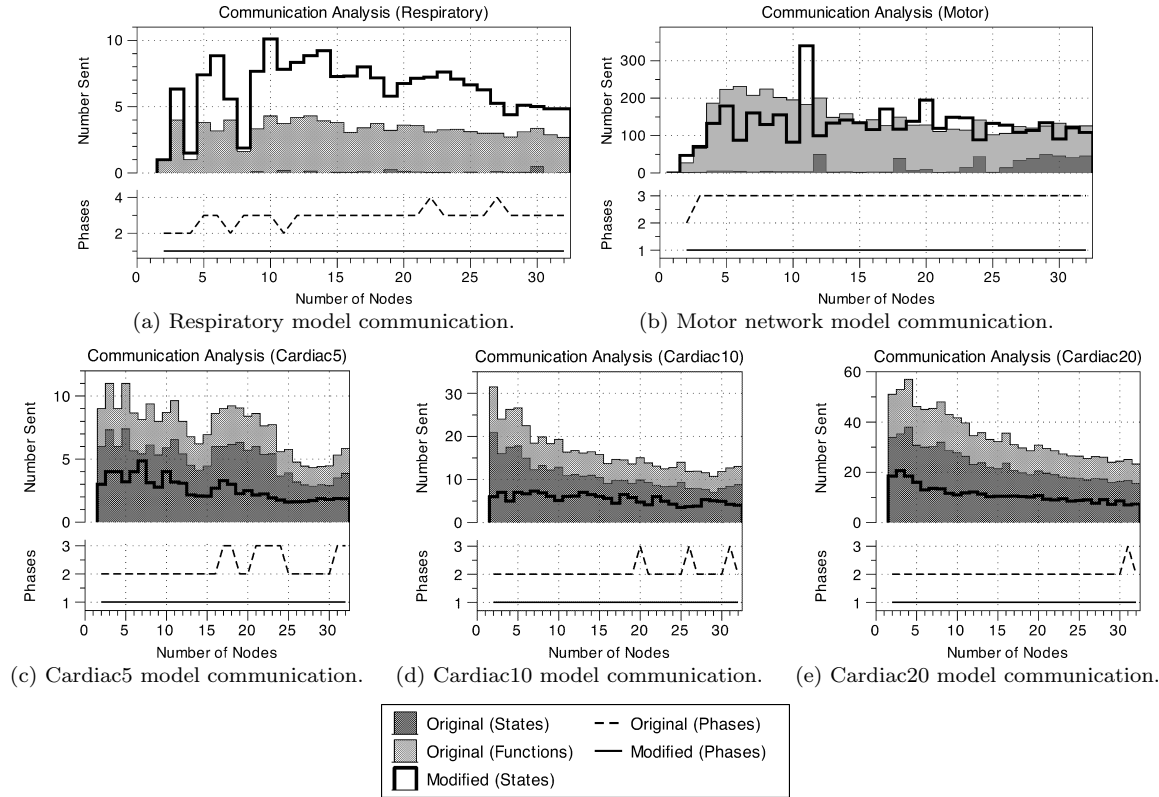 Communication Analysis (Respiratory)
Number Sent
10
5
0
Phases
4
2
0 5 10 15 20 25 30
Number of Nodes
(a) Respiratory model communication.
Communication Analysis (Motor)
Number Sent
300
200
100
0
Phases
3
2
1
0 5 10 15 20 25 30
Number of Nodes
(b) Motor network model communication.
Communication Analysis (Cardiac5)
Number Sent
10
5
0
Phases
3
2
1
0 5 10 15 20 25 30
Number of Nodes
(c) Cardiac5 model communication.
Communication Analysis (Cardiac10)
Number Sent
30
20
10
0
Phases
3
2
1
0 5 10 15 20 25 30
Number of Nodes
(d) Cardiac10 model communication.
Communication Analysis (Cardiac20)
Number Sent
60
40
20
0
Phases
3
2
1
0 5 10 15 20 25 30
Number of Nodes
(e) Cardiac20 model communication.
Original (States)
Original (Functions)
Modified (States)
Original (Phases)
Modified (Phases)